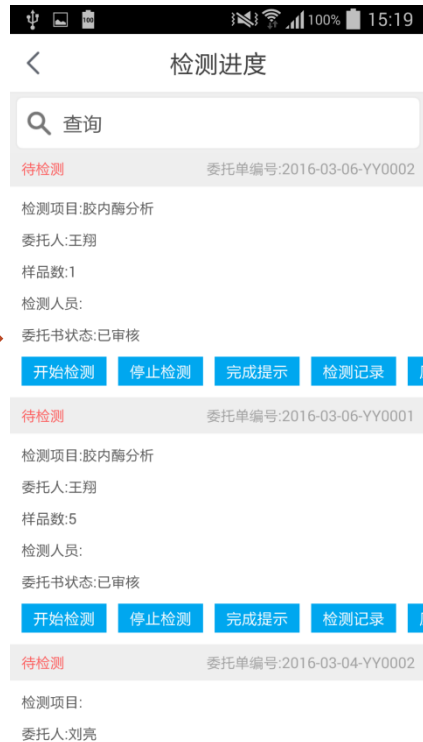 100 100% 15:19
检测进度
查询
待检测 委托单编号:2016-03-06-YY0002
检测项目:胶内酶分析
委托人:王翔
样品数:1
检测人员:
委托书状态:已审核
开始检测 停止检测 完成提示 检测记录
待检测 委托单编号:2016-03-06-YY0001
检测项目:胶内酶分析
委托人:王翔
样品数:5
检测人员:
委托书状态:已审核
开始检测 停止检测 完成提示 检测记录
待检测 委托单编号:2016-03-04-YY0002
检测项目:
委托人:刘亮